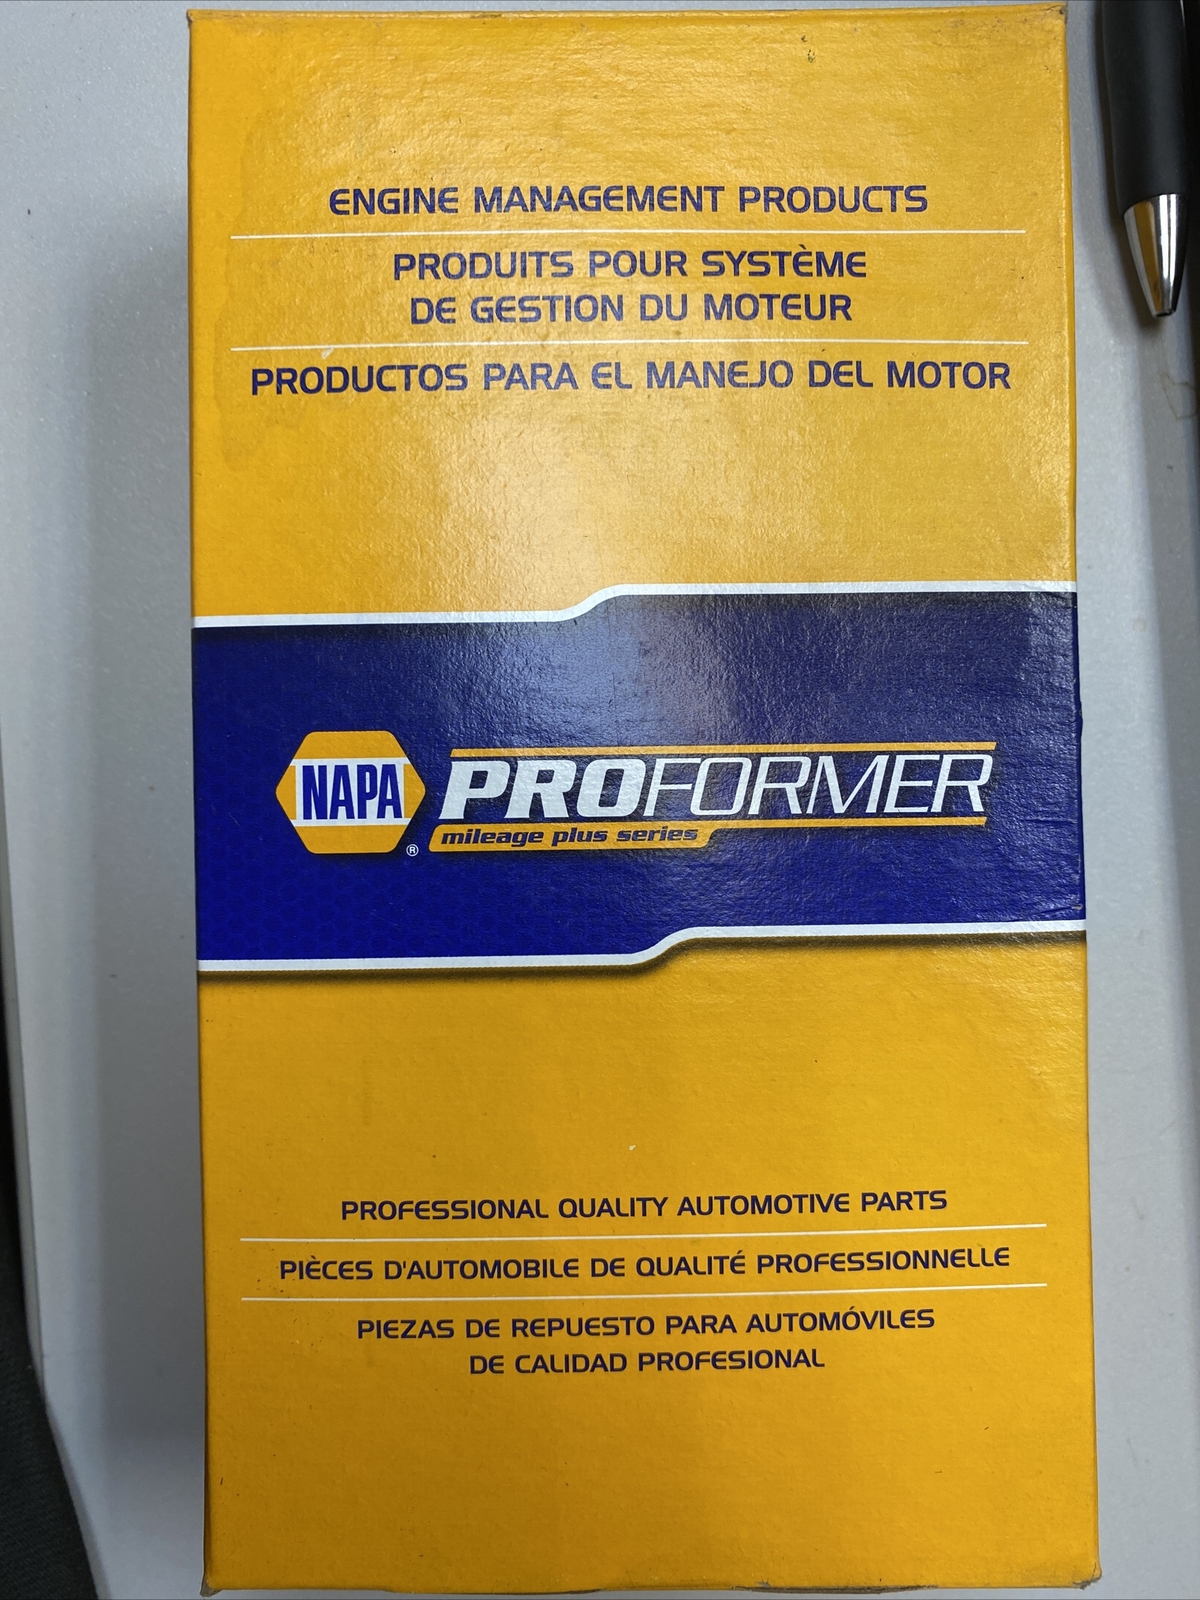 ENGINE MANAGEMENT PRODUCTS
PRODUITS POUR SYSTÈME
DE GESTION DU MOTEUR
PRODUCTOS PARA EL MANEJO DEL MOTOR
NAPA ® PROFORMER
mileage plus series
PROFESSIONAL QUALITY AUTOMOTIVE PARTS
PIÈCES D'AUTOMOBILE DE QUALITÉ PROFESSIONNELLE
PIEZAS DE REPUESTO PARA AUTOMÓVILES
DE CALIDAD PROFESIONAL